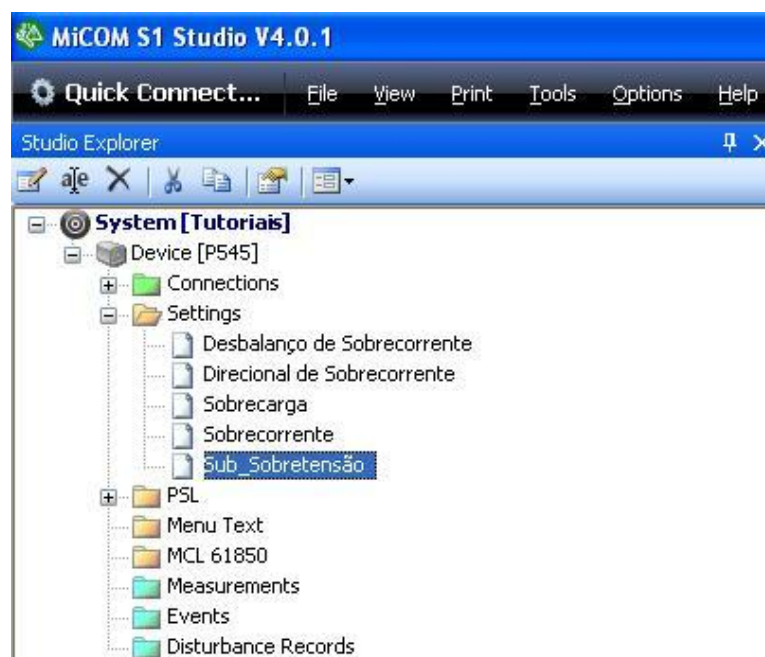 MiCOM S1 Studio V4.0.1
Quick Connect... File View Print Tools Options Help
Studio Explorer
System [Tutoriais]
Device [P545]
Connections
Settings
Desbalanço de Sobrecorrente
Direcional de Sobrecorrente
Sobrecarga
Sobrecorrente
Sub_Sobretensão
PSL
Menu Text
MCL 61850
Measurements
Events
Disturbance Records